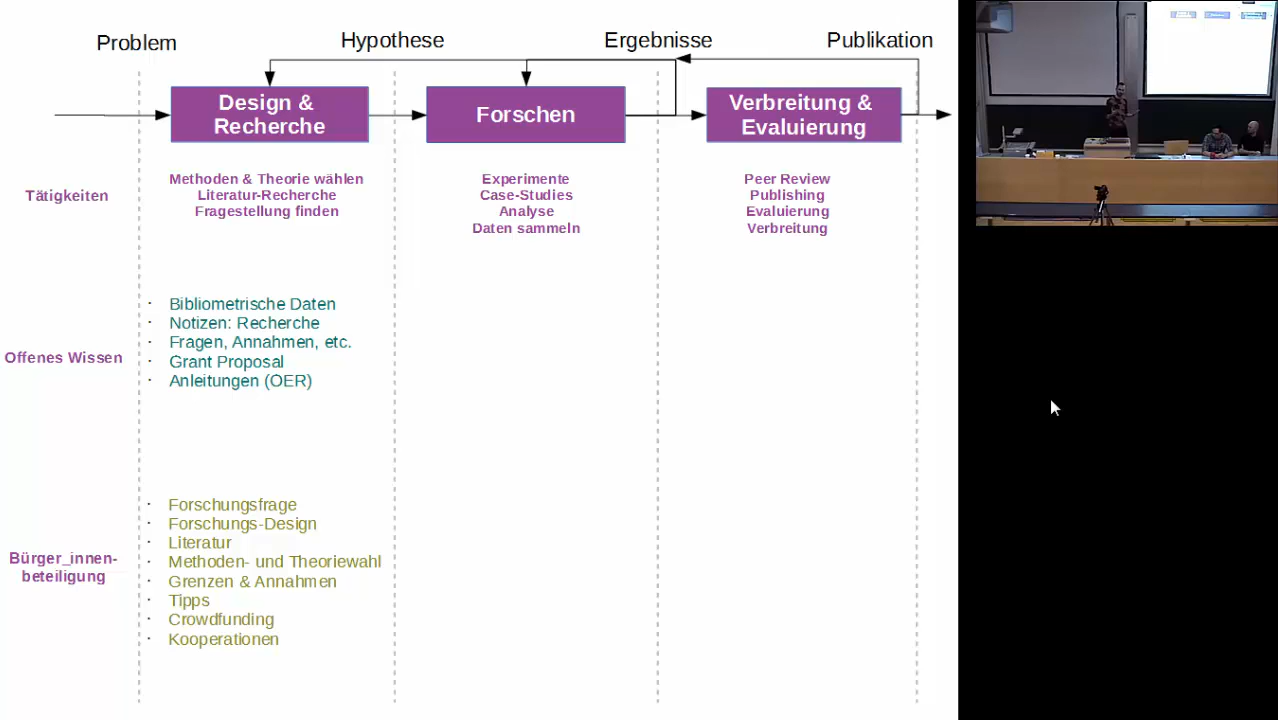 Problem
Hypothese
Ergebnisse
Publikation
Design &
Recherche
Forschen
Verbreitung &
Evaluierung
Tätigkeiten
Methoden & Theorie wählen
Literatur-Recherche
Fragestellung finden
Experimente
Case-Studies
Analyse
Daten sammeln
Peer Review
Publishing
Evaluierung
Verbreitung
Offenes Wissen
· Bibliometrische Daten
· Notizen: Recherche
· Fragen, Annahmen, etc.
· Grant Proposal
· Anleitungen (OER)
Bürger_innen-
beteiligung
· Forschungsfrage
· Forschungs-Design
· Literatur
· Methoden- und Theoriewahl
· Grenzen & Annahmen
· Tipps
· Crowdfunding
· Kooperationen